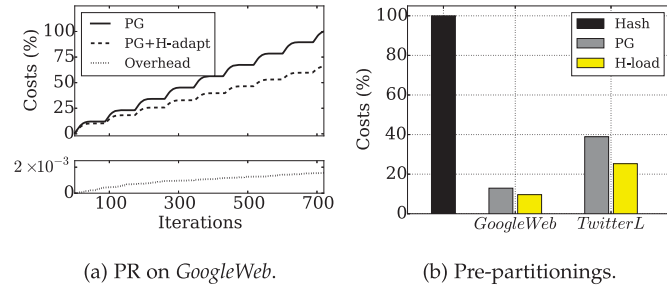 PG
PG+H-adapt
Overhead
Costs (%)
100
75
50
25
0
2 ×10⁻³
0
100 300 500 700
Iterations
(a) PR on GoogleWeb.
Hash
PG
H-load
Costs (%)
100
80
60
40
20
0
GoogleWeb TwitterL
(b) Pre-partitionings.